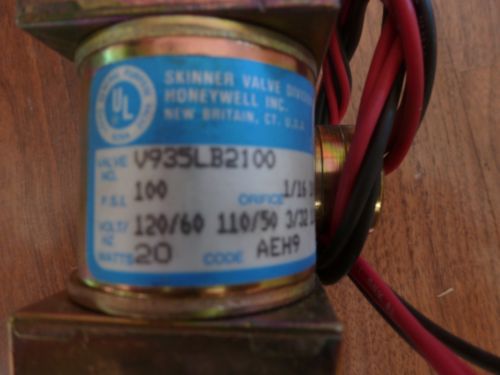 UL
SKINNER VALVE DIVISION
HONEYWELL INC.
NEW BRITAIN, CT. U.S.A.
VALVE NO. V935LB2100
P.S.I. 100 ORIFICE 1/16
VOLT/HZ 120/60 110/50 3/32
WATTS 20 CODE AEH9